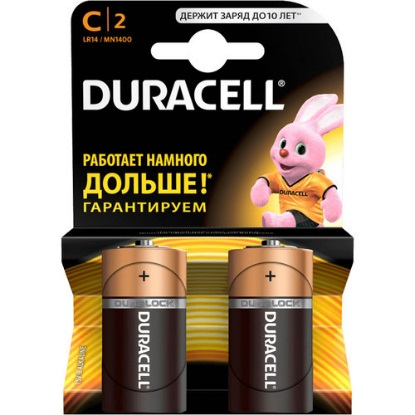 C 2
LR14 / MN1400
ДЕРЖИТ ЗАРЯД ДО 10 ЛЕТ**
DURACELL®
РАБОТАЕТ НАМНОГО
ДОЛЬШЕ!*
ГАРАНТИРУЕМ
DURACELL
+
+
DURALOCK
DURALOCK
DURACELL
DURACELL